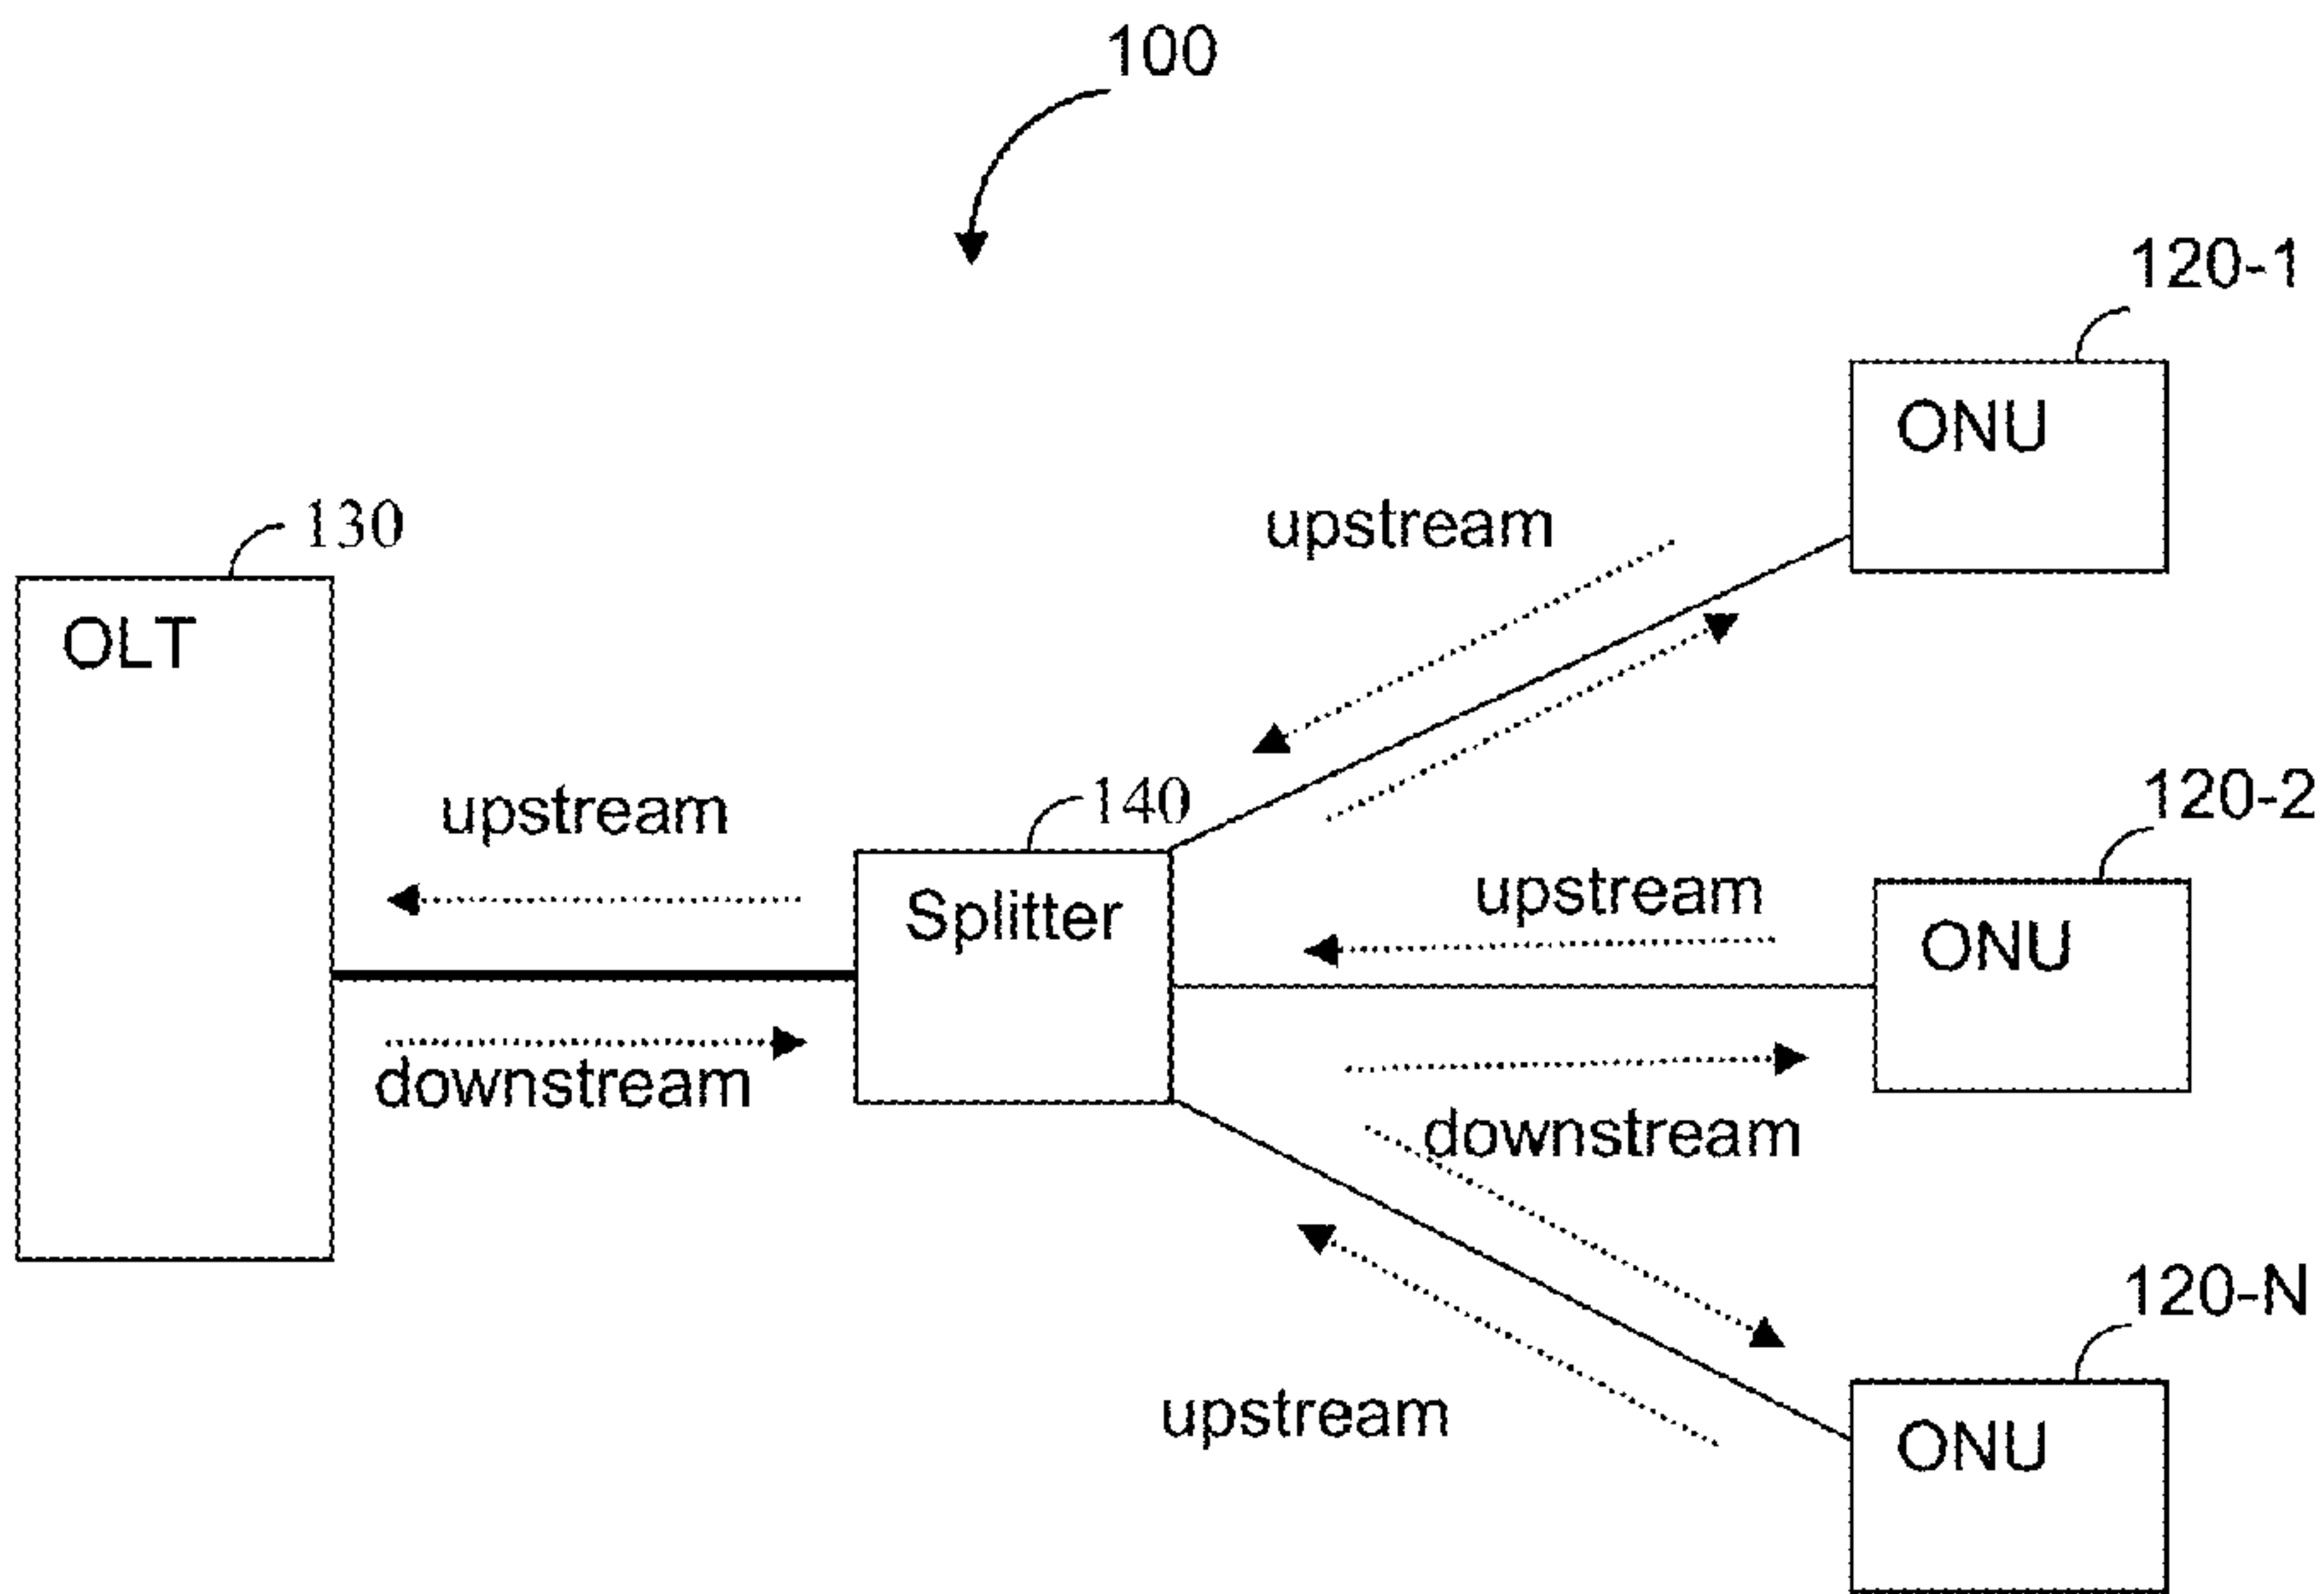 100
120-1
ONU
130
upstream
OLT
120-2
140
upstream
upstream
Splitter
ONU
downstream
downstream
120-N
upstream
ONU